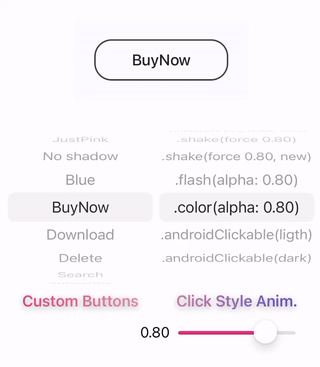 BuyNow
JustPink
.shake(force 0.80)
No shadow
.shake(force 0.80, new)
Blue
.flash(alpha: 0.80)
BuyNow
.color(alpha: 0.80)
Download
.androidClickable(ligth)
Delete
.androidClickable(dark)
Search
Custom Buttons
Click Style Anim.
0.80